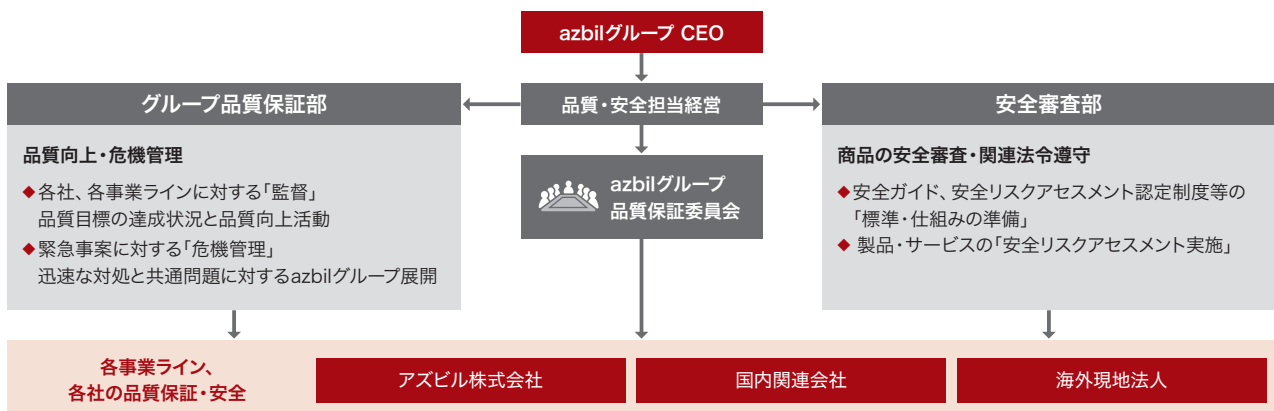 azbilグループ CEO
グループ品質保証部
品質・安全担当経営
安全審査部
品質向上・危機管理
◆各社、各事業ラインに対する「監督」
品質目標の達成状況と品質向上活動
◆緊急事案に対する「危機管理」
迅速な対処と共通問題に対するazbilグループ展開
azbilグループ
品質保証委員会
商品の安全審査・関連法令遵守
◆安全ガイド、安全リスクアセスメント認定制度等の
「標準・仕組みの準備」
◆ 製品・サービスの「安全リスクアセスメント実施」
各事業ライン、
各社の品質保証・安全
アズビル株式会社
国内関連会社
海外現地法人